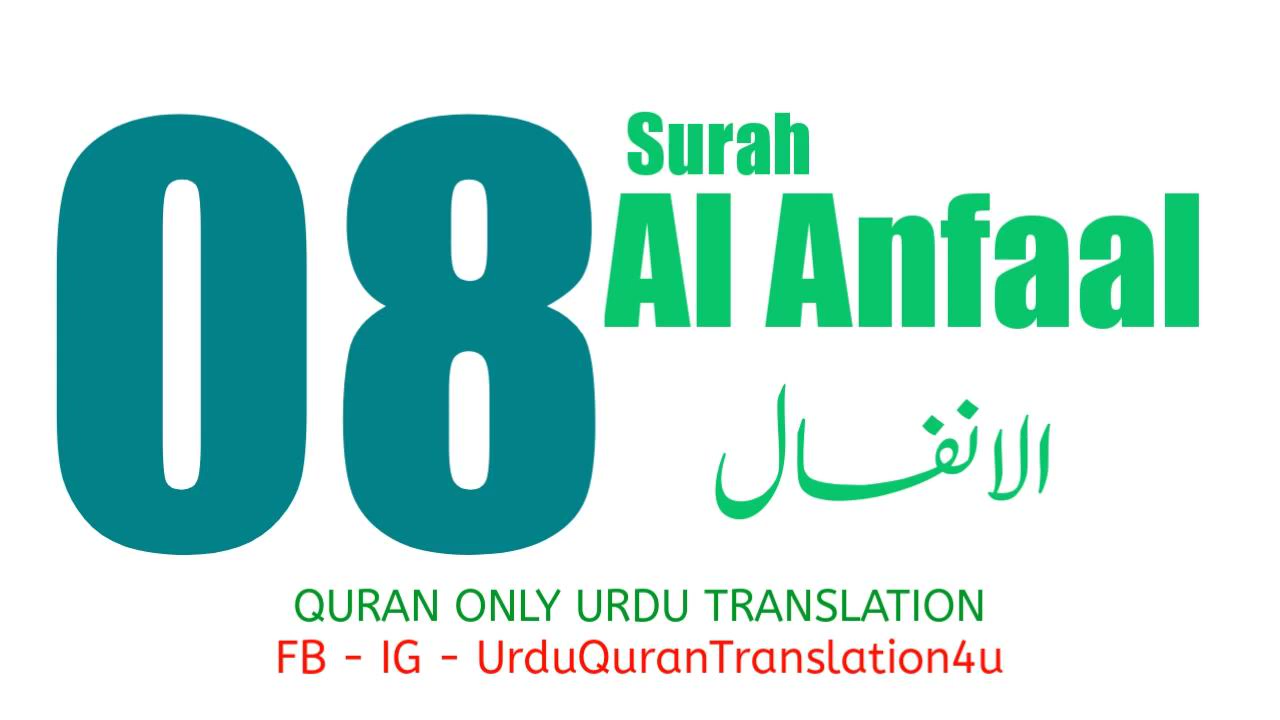 08
Surah
Al Anfaal
الانفال
QURAN ONLY URDU TRANSLATION
FB - IG - UrduQuranTranslation4u